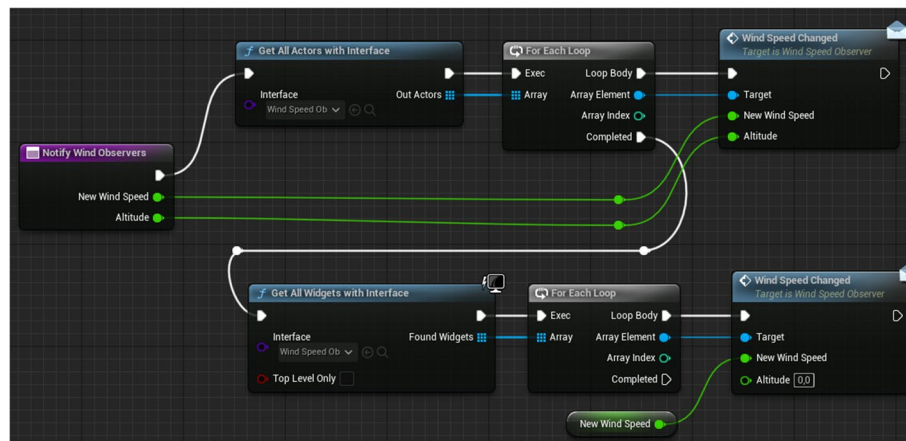 Get All Actors with Interface
Interface
Wind Speed Ob
Out Actors
For Each Loop
Exec
Loop Body
Array
Array Element
Array Index
Completed
Wind Speed Changed
Target is Wind Speed Observer
Target
New Wind Speed
Altitude
Notify Wind Observers
New Wind Speed
Altitude
Get All Widgets with Interface
Interface
Wind Speed Ob
Found Widgets
Top Level Only
For Each Loop
Exec
Loop Body
Array
Array Element
Array Index
Completed
Wind Speed Changed
Target is Wind Speed Observer
Target
New Wind Speed
Altitude 0,0
New Wind Speed